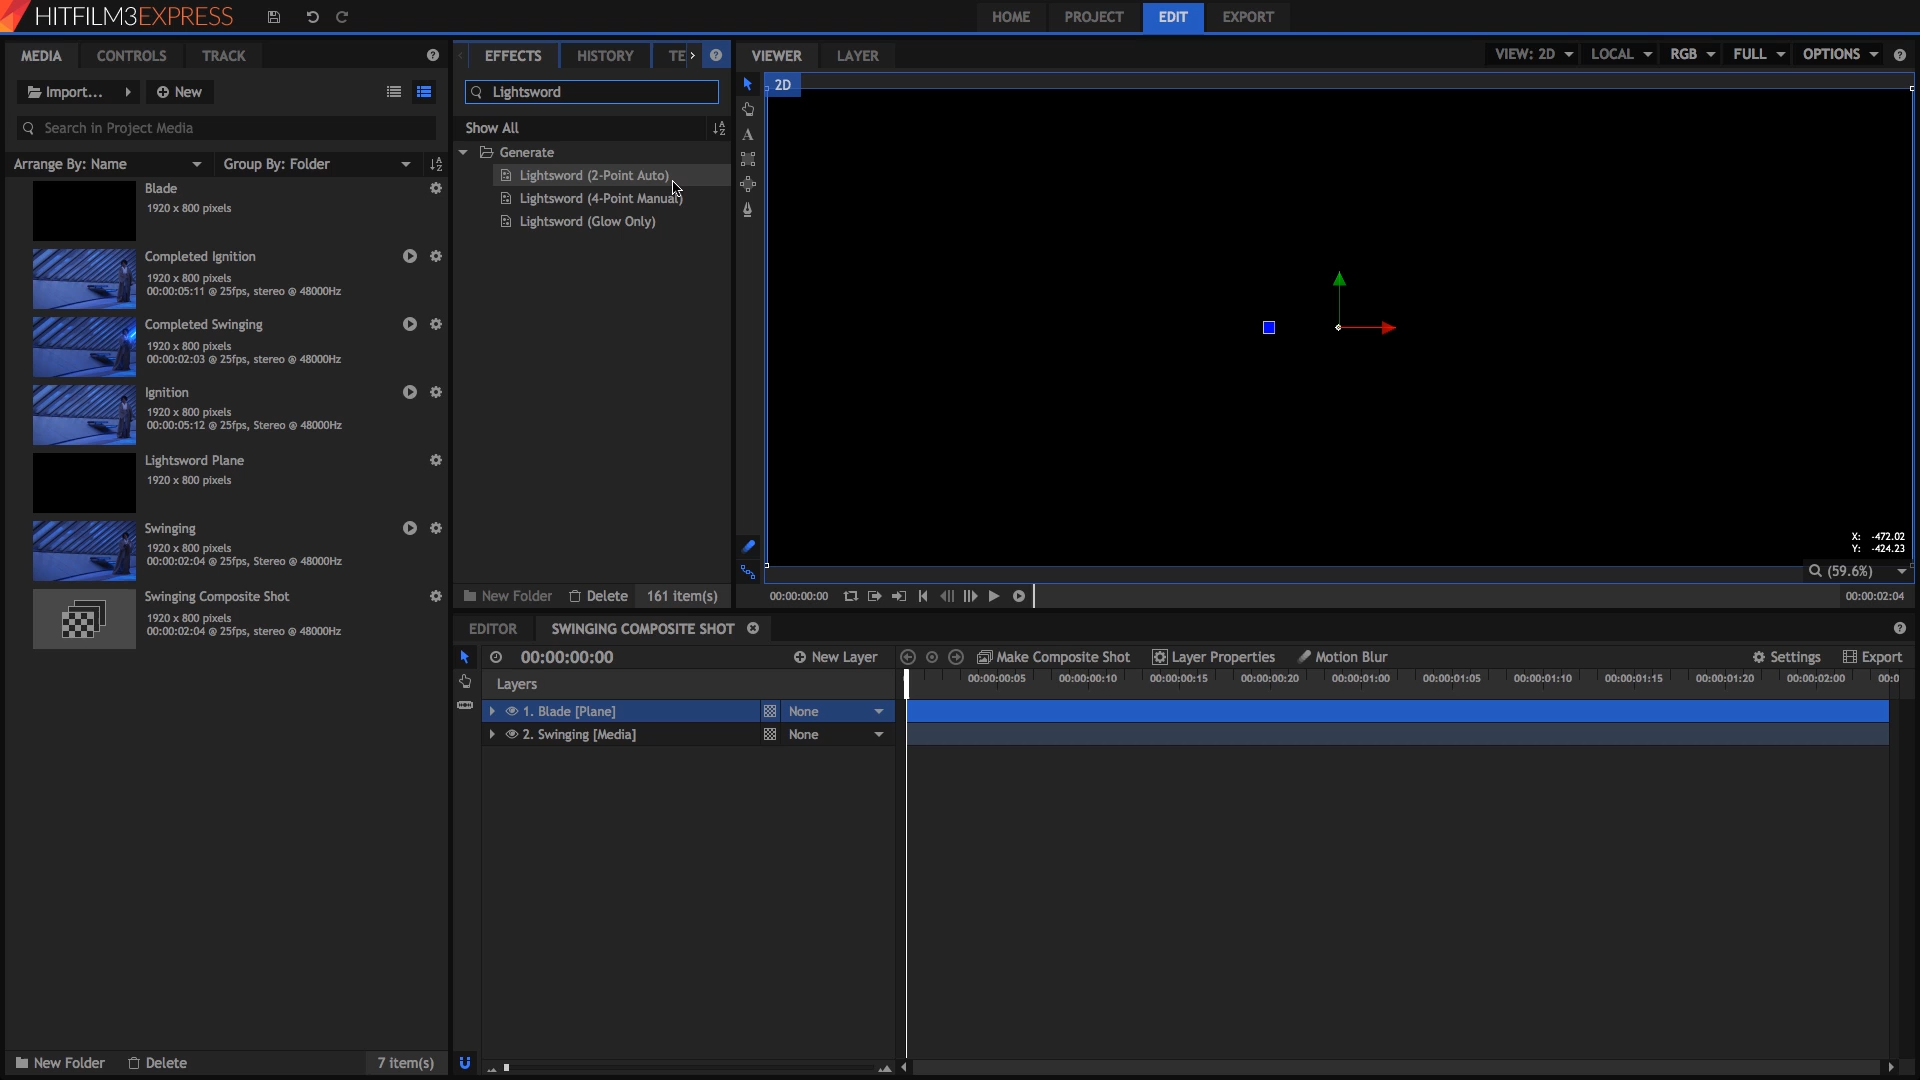 HITFILM3EXPRESS
HOME PROJECT EDIT EXPORT
MEDIA CONTROLS TRACK
Import... New
Search in Project Media
Arrange By: Name Group By: Folder
Blade
1920 x 800 pixels
Completed Ignition
1920 x 800 pixels
00:00:05:11 @ 25fps, stereo @ 48000Hz
Completed Swinging
1920 x 800 pixels
00:00:02:03 @ 25fps, stereo @ 48000Hz
Ignition
1920 x 800 pixels
00:00:05:12 @ 25fps, Stereo @ 48000Hz
Lightsword Plane
1920 x 800 pixels
Swinging
1920 x 800 pixels
00:00:02:04 @ 25fps, Stereo @ 48000Hz
Swinging Composite Shot
1920 x 800 pixels
00:00:02:04 @ 25fps, stereo @ 48000Hz
New Folder Delete 7 item(s)
EFFECTS HISTORY TE
Lightsword
Show All
Generate
Lightsword (2-Point Auto)
Lightsword (4-Point Manual)
Lightsword (Glow Only)
New Folder Delete 161 item(s)
VIEWER LAYER
VIEW: 2D LOCAL RGB FULL OPTIONS
2D
X: -472.02
Y: -424.23
(59.6%)
00:00:00:00 00:00:02:04
EDITOR SWINGING COMPOSITE SHOT
00:00:00:00 New Layer Make Composite Shot Layer Properties Motion Blur Settings Export
Layers
00:00:00:05 00:00:00:10 00:00:00:15 00:00:00:20 00:00:01:00 00:00:01:05 00:00:01:10 00:00:01:15 00:00:01:20 00:00:02:00 00:0
1. Blade [Plane] None
2. Swinging [Media] None